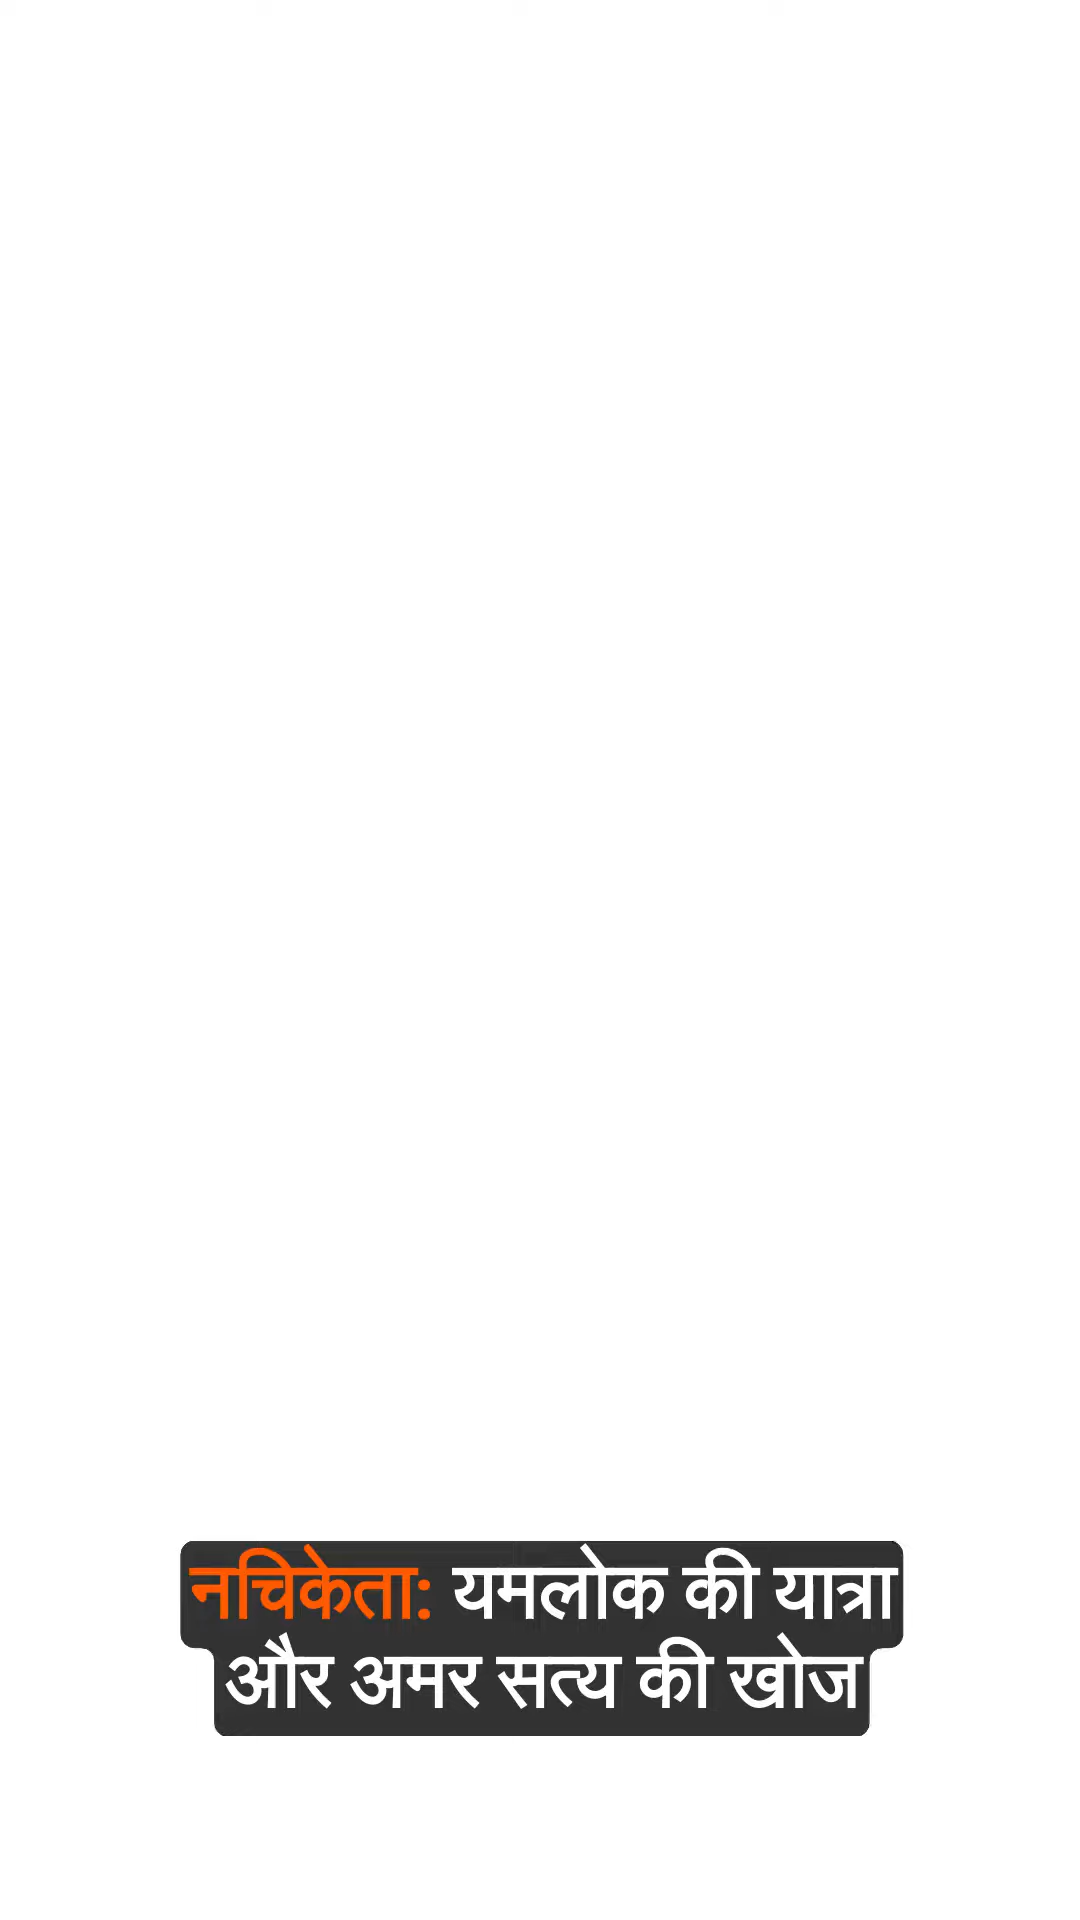 नचिकेता: यमलोक की यात्रा
और अमर सत्य की खोज